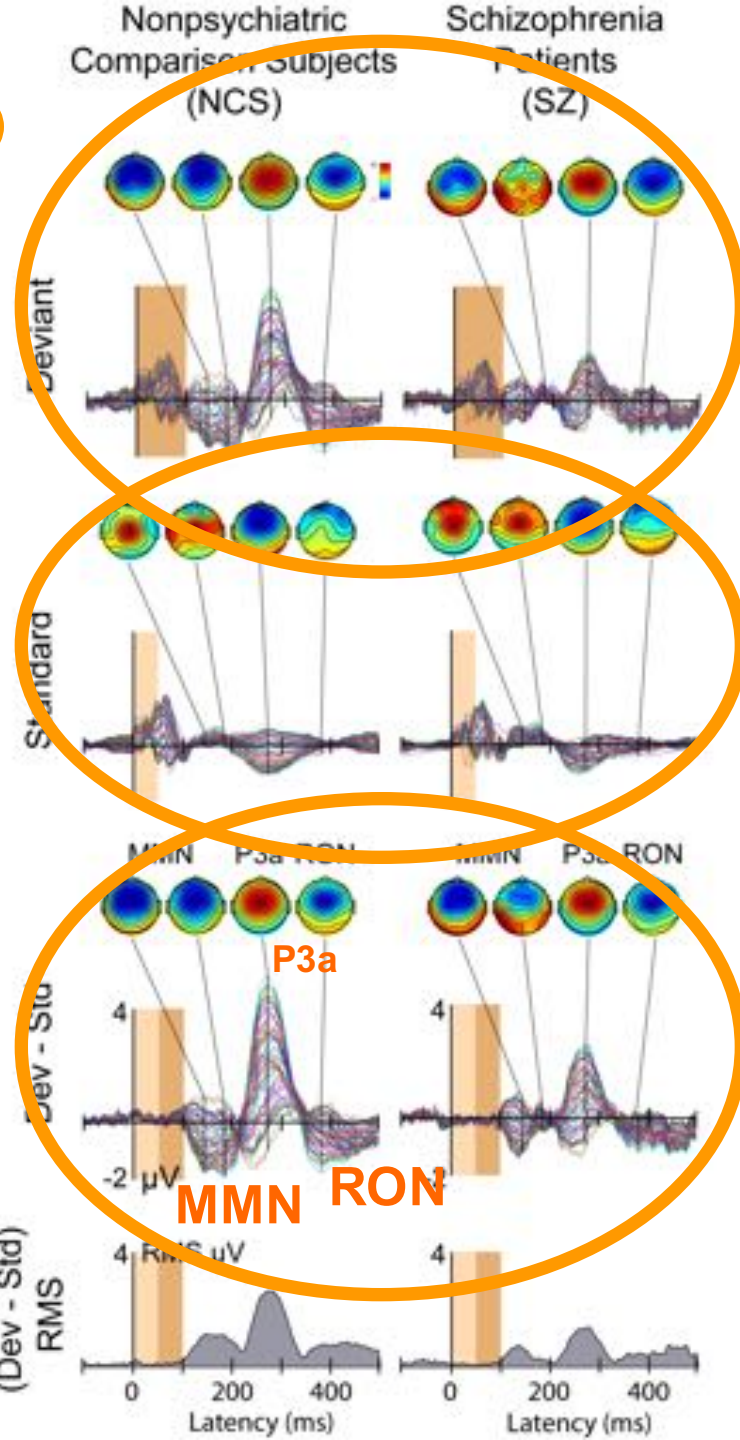 Nonpsychiatric
Comparison Subjects
(NCS)
Schizophrenia
Patients
(SZ)
Deviant
Standard
MMN P3a RON
MMN P3a RON
P3a
Dev - Std
4
4
-2 µV
MMN
RON
(Dev - Std)
RMS
4 RMS µV
4
0 200 400
0 200 400
Latency (ms)
Latency (ms)